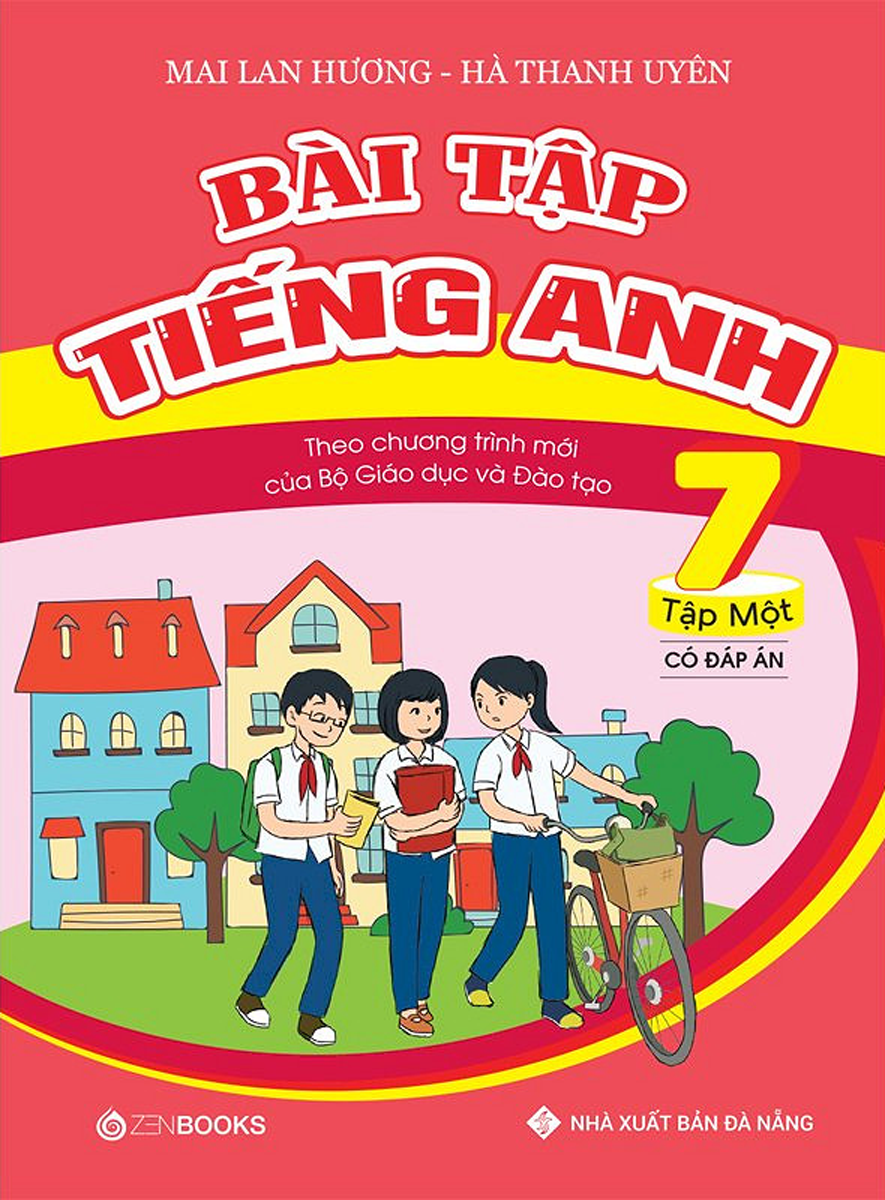 MAI LAN HƯƠNG - HÀ THANH UYÊN
BÀI TẬP
TIẾNG ANH
Theo chương trình mới
của Bộ Giáo dục và Đào tạo
7
Tập Một
CÓ ĐÁP ÁN
ZENBOOKS
NHÀ XUẤT BẢN ĐÀ NẴNG